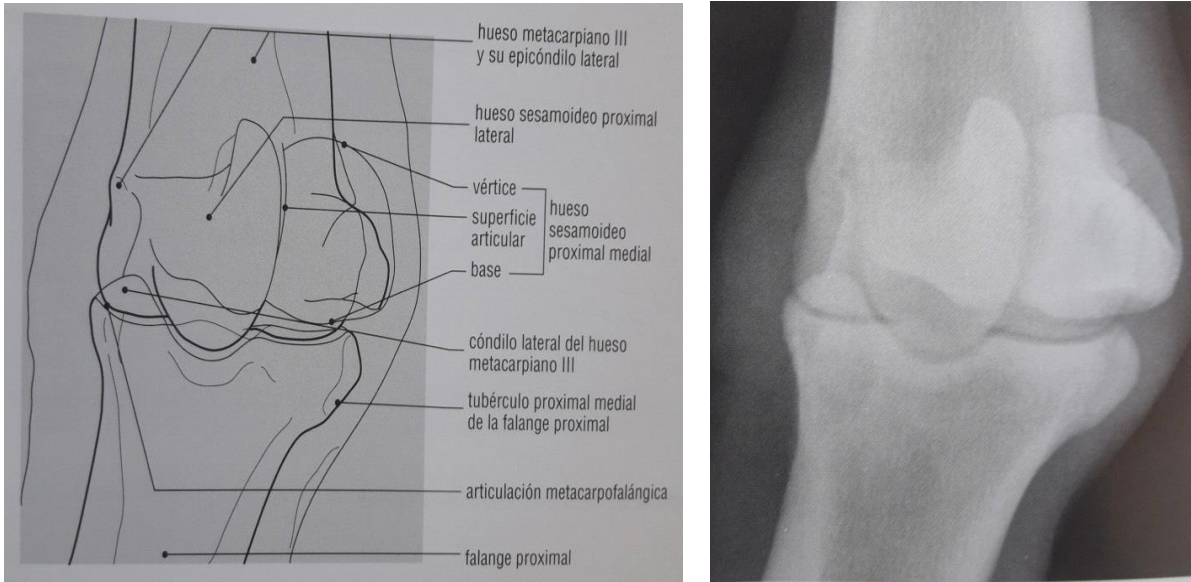 hueso metacarpiano III
y su epicóndilo lateral
hueso sesamoideo proximal
lateral
vértice
superficie
articular
base
hueso
sesamoideo
proximal medial
cóndilo lateral del hueso
metacarpiano III
tubérculo proximal medial
de la falange proximal
articulación metacarpofalángica
falange proximal